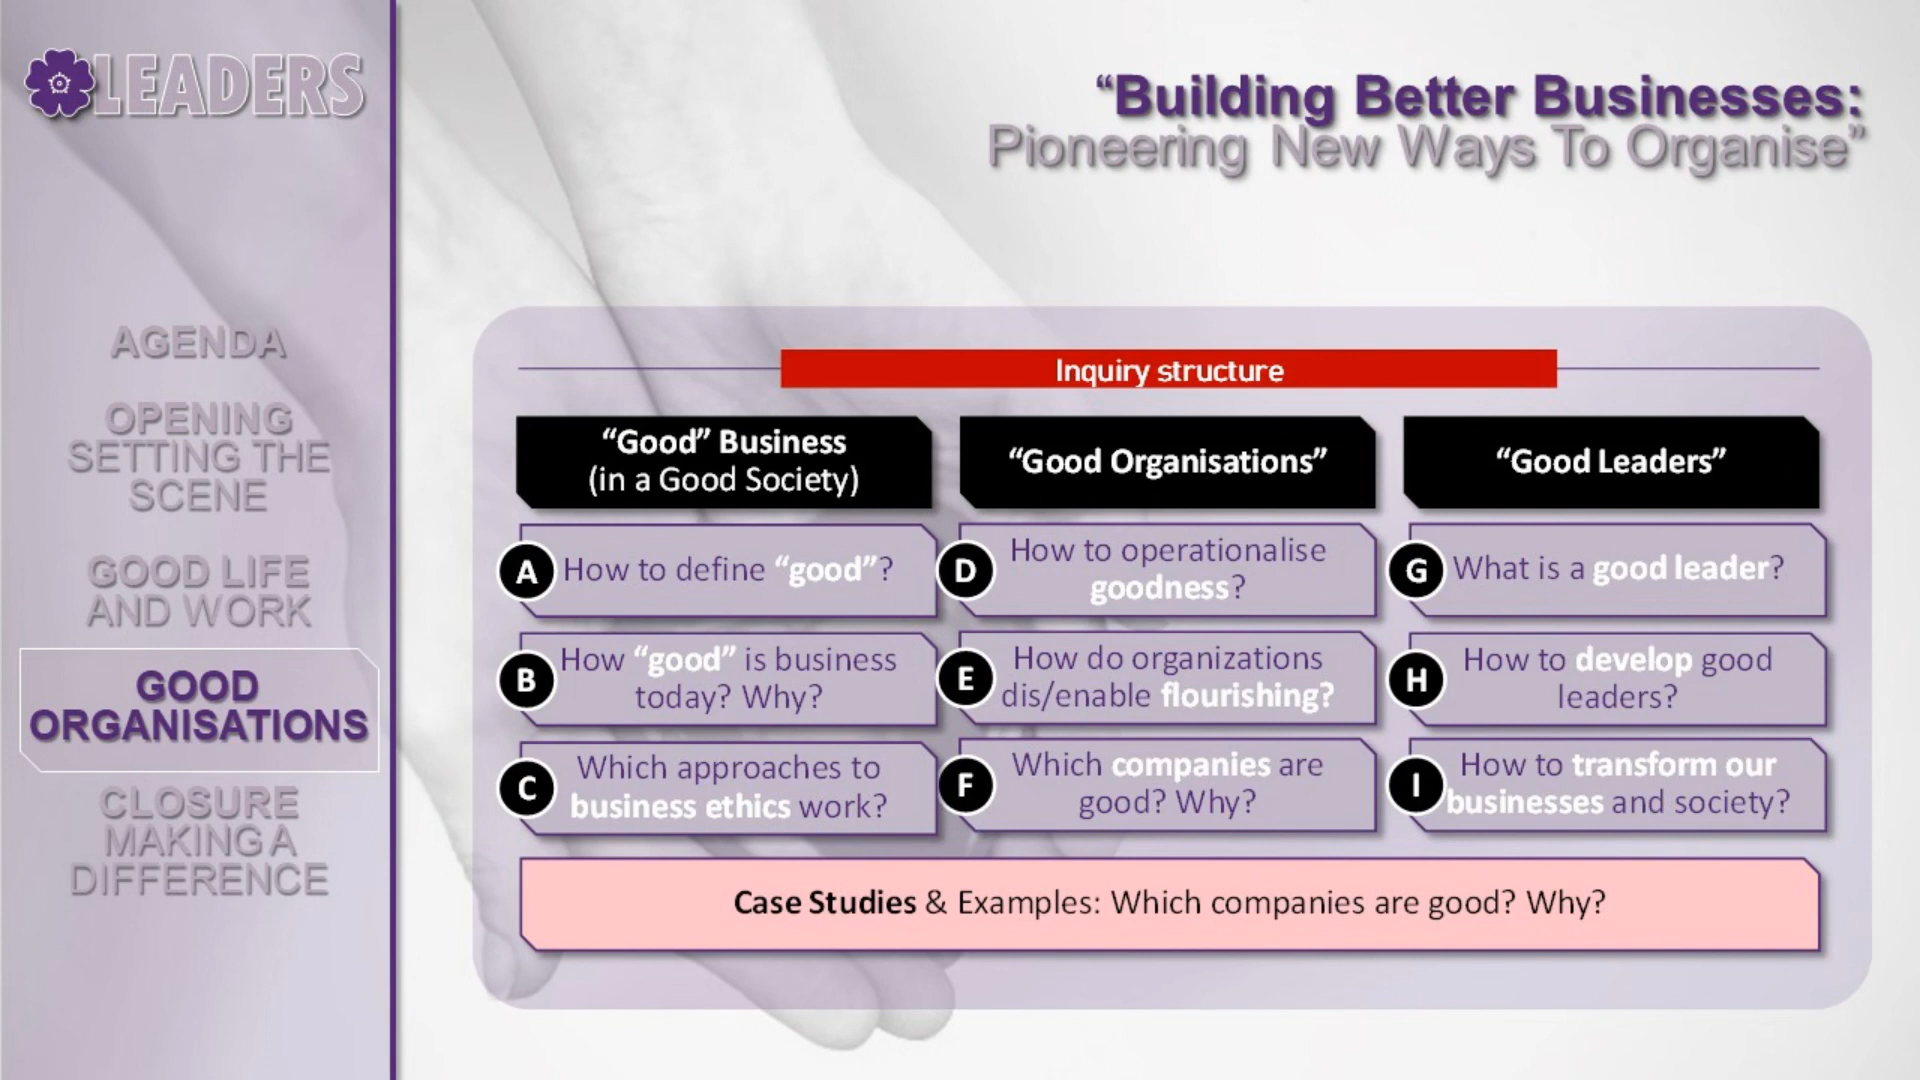 LEADERS
AGENDA
OPENING
SETTING THE
SCENE
GOOD LIFE
AND WORK
GOOD
ORGANISATIONS
CLOSURE
MAKING A
DIFFERENCE
“Building Better Businesses:
Pioneering New Ways To Organise”
Inquiry structure
“Good” Business
(in a Good Society)
A How to define “good”?
B How “good” is business
today? Why?
C Which approaches to
business ethics work?
“Good Organisations”
D How to operationalise
goodness?
E How do organizations
dis/enable flourishing?
F Which companies are
good? Why?
“Good Leaders”
G What is a good leader?
H How to develop good
leaders?
I How to transform our
businesses and society?
Case Studies & Examples: Which companies are good? Why?